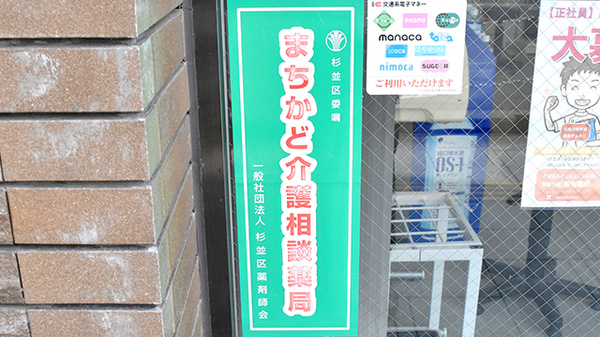 杉並区委嘱
まちかど介護相談薬局
一般社団法人 杉並区薬剤師会
交通系電子マネー
manaca
nimoca
SUGOCA
ご利用いただけます
【正社員】
大募
OS-1